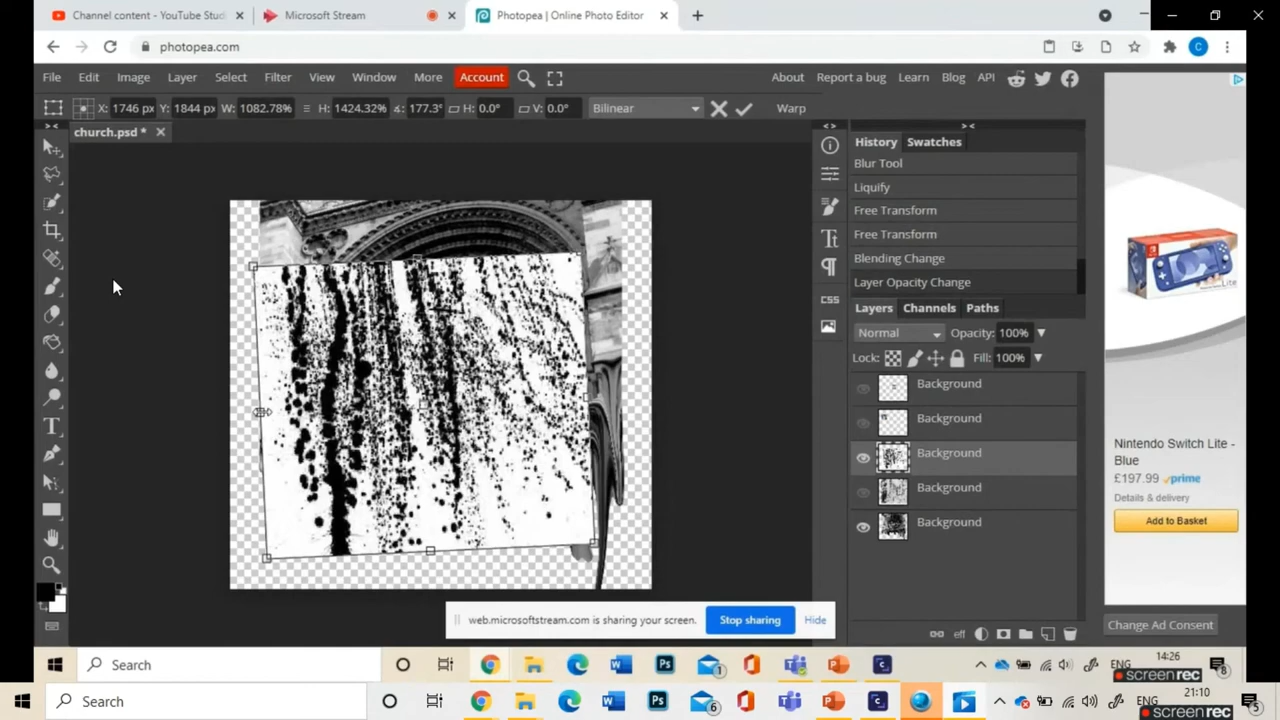 Channel content - YouTube Stud
Microsoft Stream
Photopea | Online Photo Editor
photopea.com
C
File Edit Image Layer Select Filter View Window More Account
About Report a bug Learn Blog API
X: 1746 px Y: 1844 px W: 1082.78% H: 1424.32% ∡: 177.3° H: 0.0° V: 0.0° Bilinear Warp
church.psd *
History Swatches
Blur Tool
Liquify
Free Transform
Free Transform
Blending Change
Layer Opacity Change
Layers Channels Paths
Normal Opacity: 100%
Lock: Fill: 100%
CSS
Background
Background
Background
Background
Background
eff
Nintendo Switch Lite -
Blue
£197.99 prime
Details & delivery
Add to Basket
Change Ad Consent
web.microsoftstream.com is sharing your screen. Stop sharing Hide
Search
ENG
14:26
screenrec
Search
ENG
21:10
screenrec